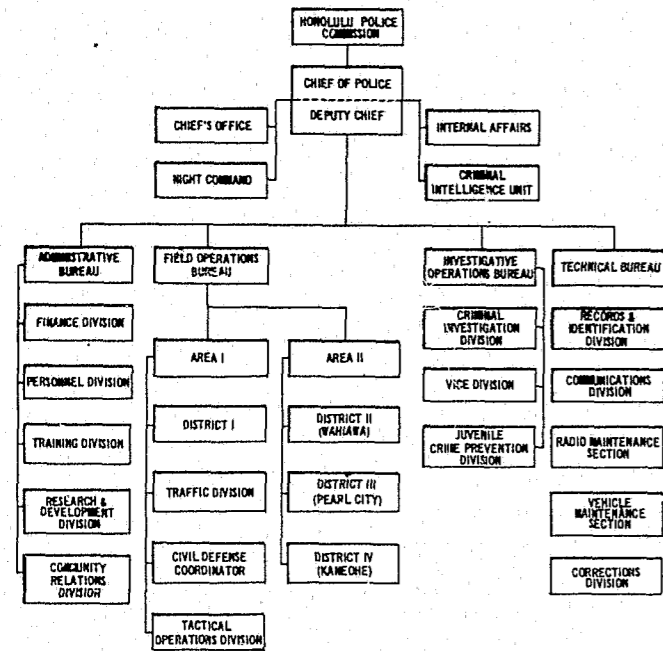 HONOLULU POLICE
COMMISSION
CHIEF OF POLICE
DEPUTY CHIEF
CHIEF'S OFFICE
INTERNAL AFFAIRS
NIGHT COMMAND
CRIMINAL
INTELLIGENCE UNIT
ADMINISTRATIVE
BUREAU
FINANCE DIVISION
PERSONNEL DIVISION
TRAINING DIVISION
RESEARCH &
DEVELOPMENT
DIVISION
COMMUNITY
RELATIONS
DIVISION
FIELD OPERATIONS
BUREAU
AREA I
DISTRICT I
TRAFFIC DIVISION
CIVIL DEFENSE
COORDINATOR
TACTICAL
OPERATIONS DIVISION
AREA II
DISTRICT II
(WAHIAWA)
DISTRICT III
(PEARL CITY)
DISTRICT IV
(KANEOHE)
INVESTIGATIVE
OPERATIONS BUREAU
CRIMINAL
INVESTIGATION
DIVISION
VICE DIVISION
JUVENILE
CRIME PREVENTION
DIVISION
TECHNICAL BUREAU
RECORDS &
IDENTIFICATION
DIVISION
COMMUNICATIONS
DIVISION
RADIO MAINTENANCE
SECTION
VEHICLE
MAINTENANCE
SECTION
CORRECTIONS
DIVISION